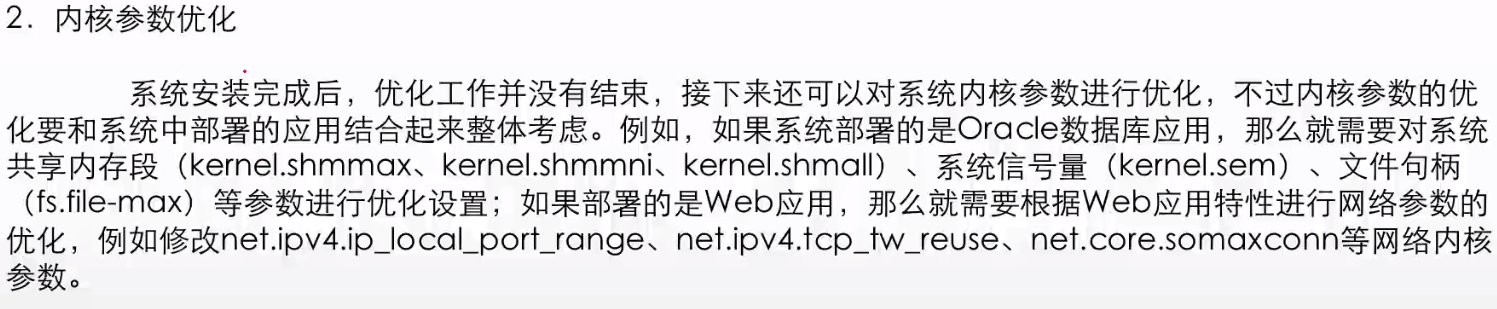 2．内核参数优化
系统安装完成后，优化工作并没有结束，接下来还可以对系统内核参数进行优化，不过内核参数的优
化要和系统中部署的应用结合起来整体考虑。例如，如果系统部署的是Oracle数据库应用，那么就需要对系统
共享内存段（kernel.shmmax、kernel.shmmni、kernel.shmall）、系统信号量（kernel.sem）、文件句柄
（fs.file-max）等参数进行优化设置；如果部署的是Web应用，那么就需要根据Web应用特性进行网络参数的
优化，例如修改net.ipv4.ip_local_port_range、net.ipv4.tcp_tw_reuse、net.core.somaxconn等网络内核
参数。